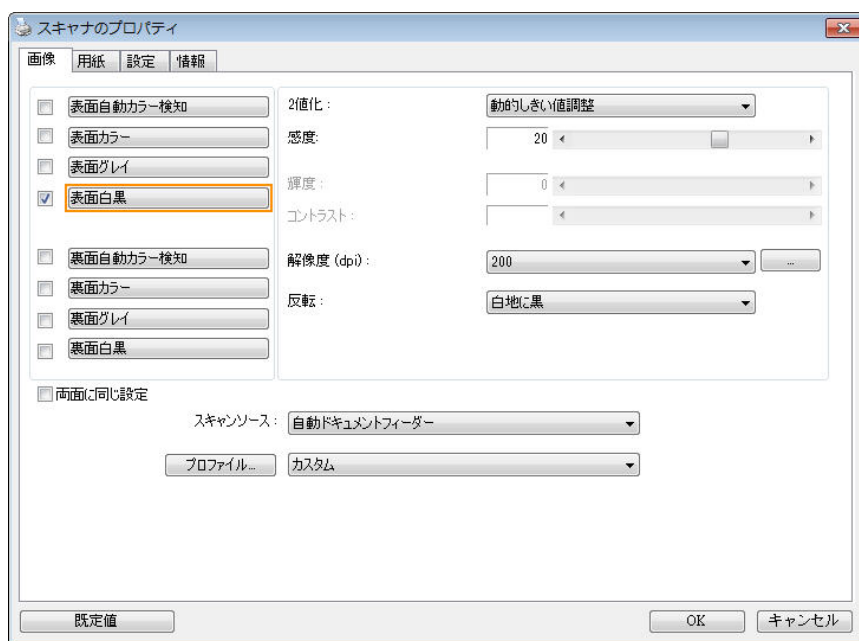 スキャナのプロパティ
画像 用紙 設定 情報
表面自動カラー検知
表面カラー
表面グレイ
表面白黒
裏面自動カラー検知
裏面カラー
裏面グレイ
裏面白黒
2値化： 動的しきい値調整
感度: 20
輝度： 0
コントラスト：
解像度 (dpi)： 200 ...
反転： 白地に黒
両面に同じ設定
スキャンソース： 自動ドキュメントフィーダー
プロファイル... カスタム
既定値 OK キャンセル